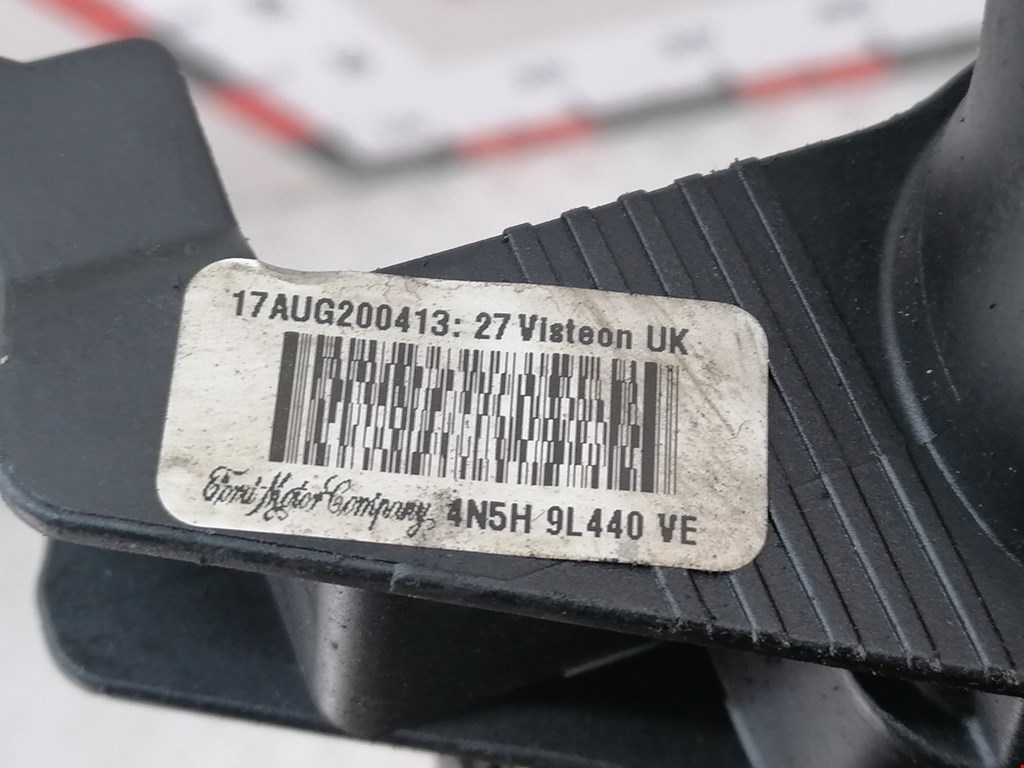 17AUG200413: 27 Visteon UK
Ford Motor Company 4N5H 9L440 VE